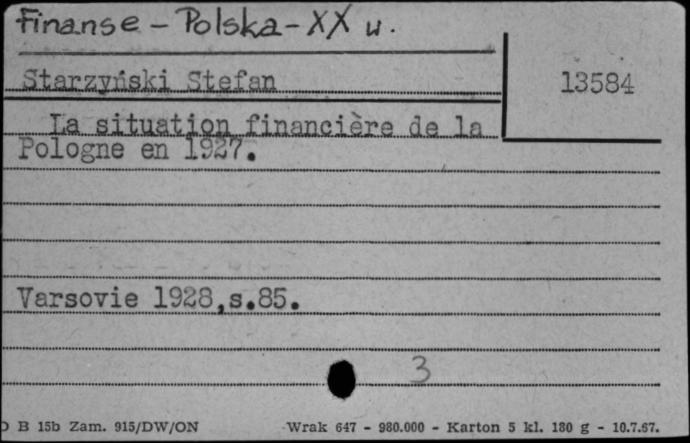 Finanse - Polska - XX w.
Starzyński Stefan
13584
La situation financière de la
Pologne en 1927.
Varsovie 1928,s.85.
3
B 15b Zam. 915/DW/ON Wrak 647 - 980.000 - Karton 5 kl. 180 g - 10.7.67.